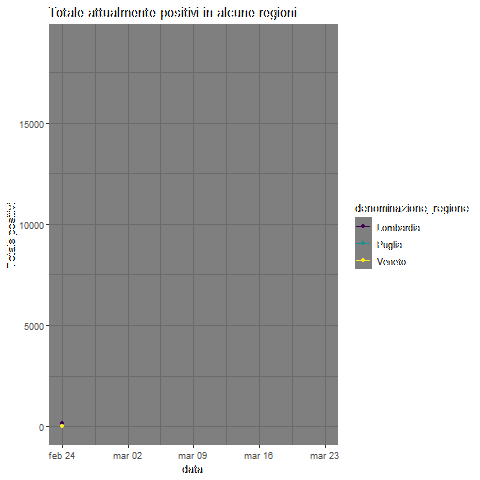 Totale attualmente positivi in alcune regioni
Totale positivi
15000
10000
5000
0
feb 24 mar 02 mar 09 mar 16 mar 23
data
denominazione_regione
Lombardia
Puglia
Veneto